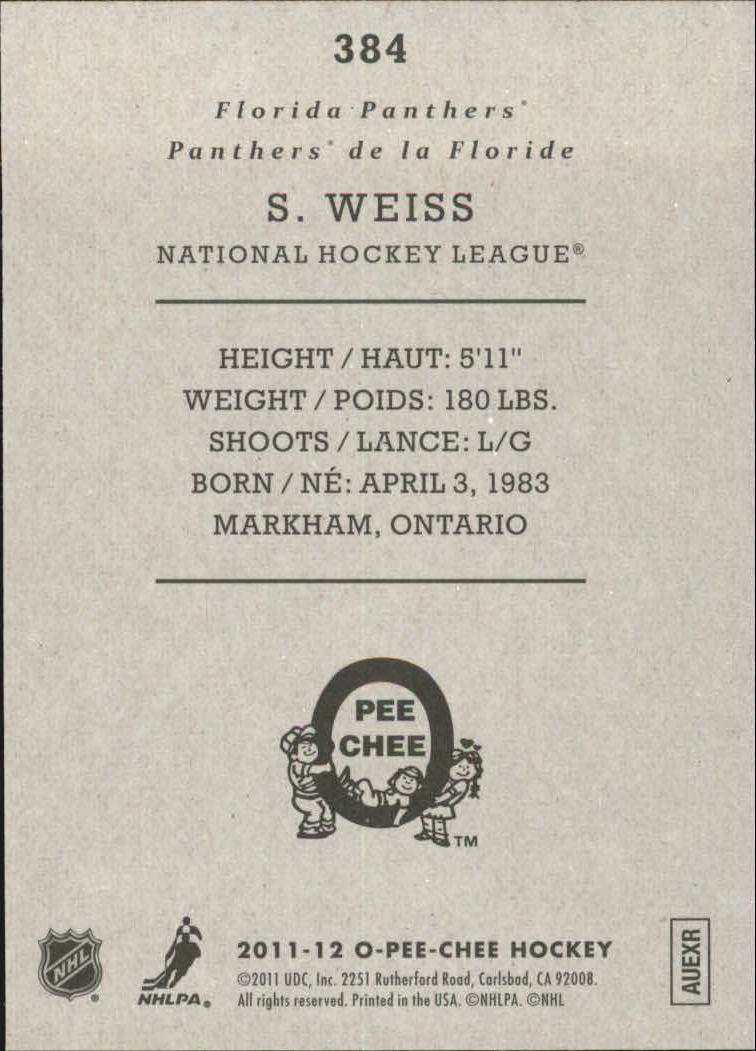 384
Florida Panthers®
Panthers® de la Floride
S. WEISS
NATIONAL HOCKEY LEAGUE®
HEIGHT / HAUT: 5'11"
WEIGHT / POIDS: 180 LBS.
SHOOTS / LANCE: L/G
BORN / NÉ: APRIL 3, 1983
MARKHAM, ONTARIO
PEE
CHEE
TM
NHL ®
NHLPA®
2011-12 O-PEE-CHEE HOCKEY
©2011 UDC, Inc. 2251 Rutherford Road, Carlsbad, CA 92008.
All rights reserved. Printed in the USA. ©NHLPA. ©NHL
AUEXR